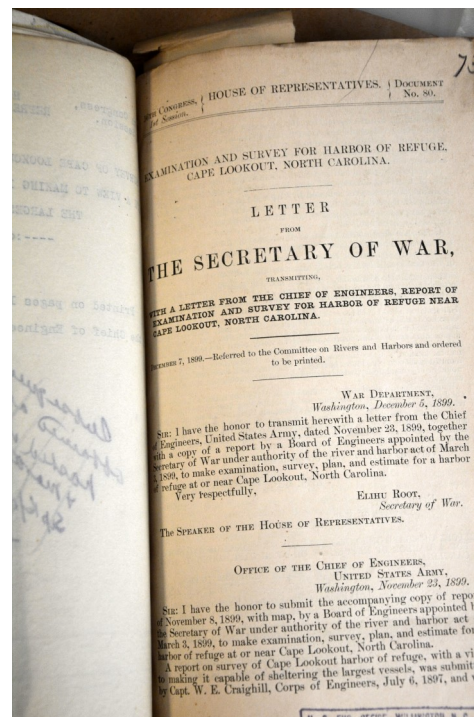 73
CONGRESS, HOUSE OF REPRESENTATIVES. DOCUMENT
1st Session. No. 80.
EXAMINATION AND SURVEY FOR HARBOR OF REFUGE,
CAPE LOOKOUT, NORTH CAROLINA.
LETTER
FROM
THE SECRETARY OF WAR,
TRANSMITTING,
WITH A LETTER FROM THE CHIEF OF ENGINEERS, REPORT OF
EXAMINATION AND SURVEY FOR HARBOR OF REFUGE NEAR
CAPE LOOKOUT, NORTH CAROLINA.
DECEMBER 7, 1899.—Referred to the Committee on Rivers and Harbors and ordered
to be printed.
WAR DEPARTMENT,
Washington, December 5, 1899.
SIR: I have the honor to transmit herewith a letter from the Chief
of Engineers, United States Army, dated November 23, 1899, together
with a copy of a report by a Board of Engineers appointed by the
Secretary of War under authority of the river and harbor act of March
3, 1899, to make examination, survey, plan, and estimate for a harbor
of refuge at or near Cape Lookout, North Carolina.
Very respectfully,
ELIHU ROOT,
Secretary of War.
The SPEAKER OF THE HOUSE OF REPRESENTATIVES.
OFFICE OF THE CHIEF OF ENGINEERS,
UNITED STATES ARMY,
Washington, November 23, 1899.
SIR: I have the honor to submit the accompanying copy of repo
of November 8, 1899, with map, by a Board of Engineers appointed
the Secretary of War under authority of the river and harbor act
March 3, 1899, to make examination, survey, plan, and estimate for
harbor of refuge at or near Cape Lookout, North Carolina.
A report on survey of Cape Lookout harbor of refuge, with a vi
to making it capable of sheltering the largest vessels, was submit
by Capt. W. E. Craighill, Corps of Engineers, July 6, 1897, and